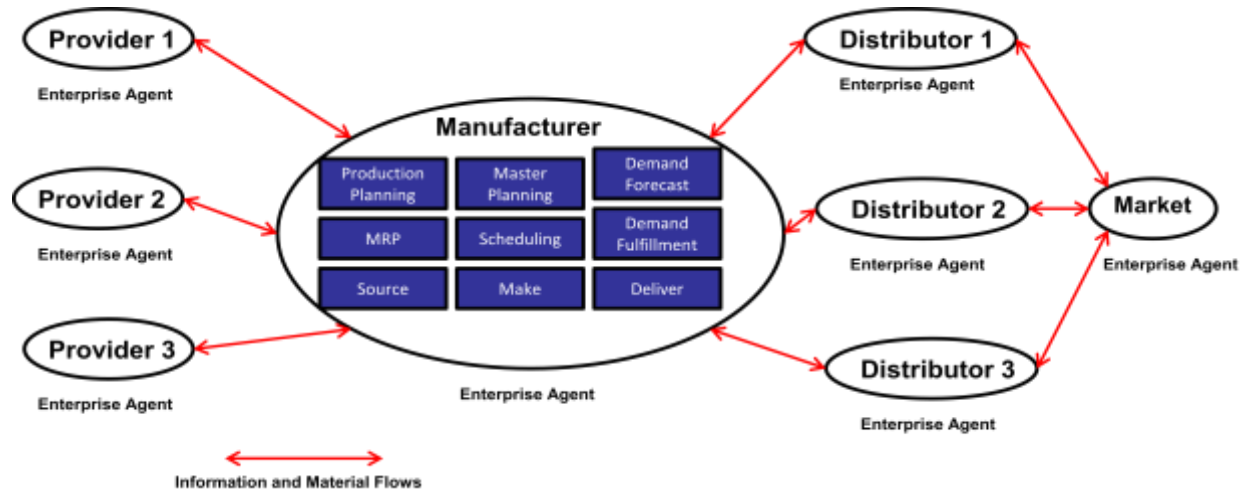 Provider 1
Enterprise Agent
Provider 2
Enterprise Agent
Provider 3
Enterprise Agent
Manufacturer
Production
Planning
Master
Planning
Demand
Forecast
MRP
Scheduling
Demand
Fulfillment
Source
Make
Deliver
Enterprise Agent
Distributor 1
Enterprise Agent
Distributor 2
Enterprise Agent
Distributor 3
Enterprise Agent
Market
Enterprise Agent
Information and Material Flows